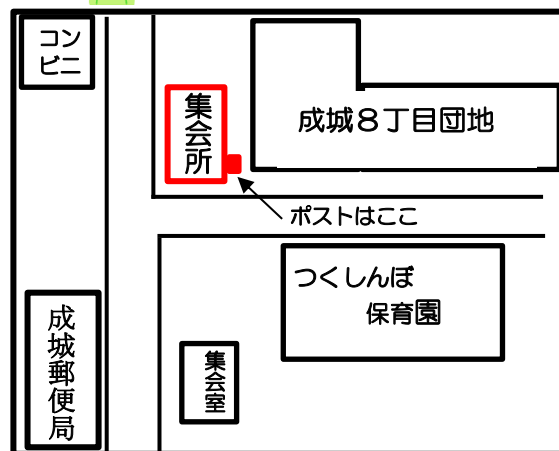 コン
ビニ
集会所
成城８丁目団地
ポストはここ
つくしんぼ
保育園
成城郵便局
集会室